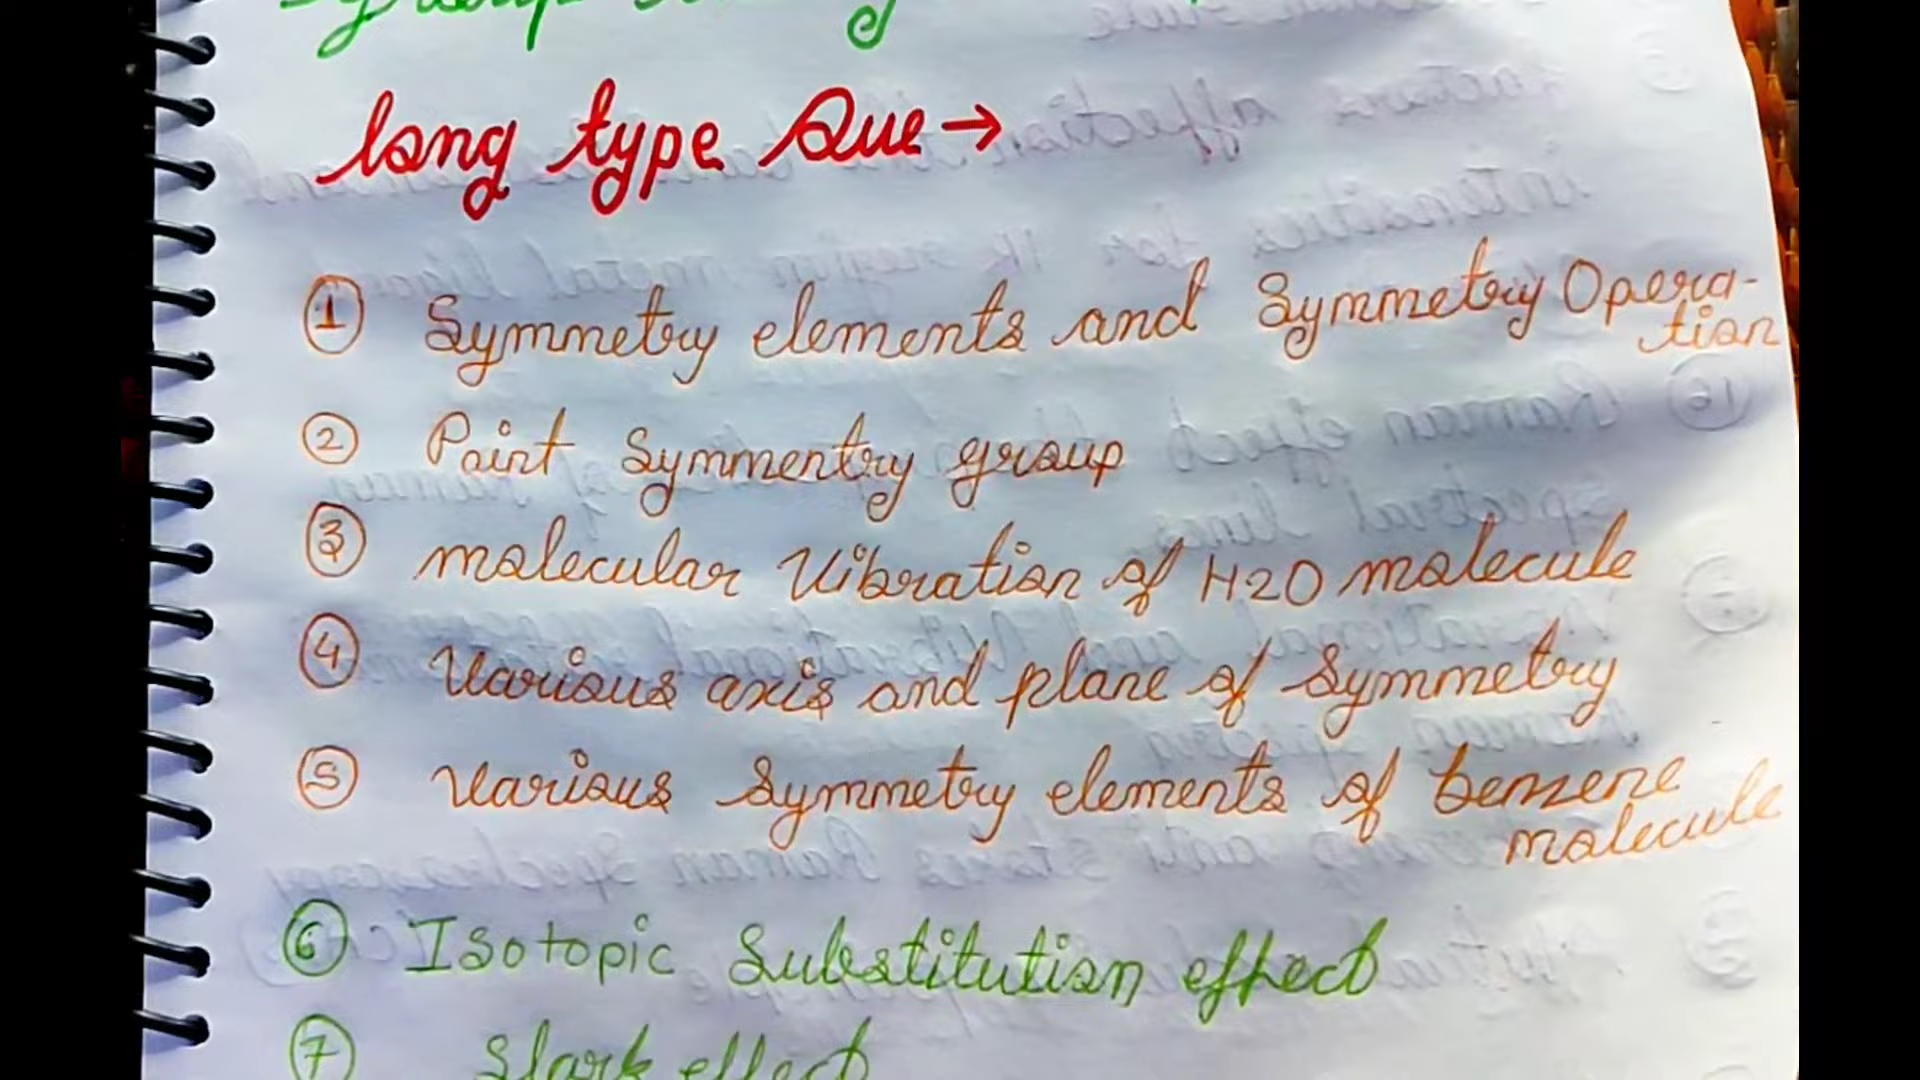 long type Que →
① Symmetry elements and Symmetry Opera-
tion
② Point Symmentry group
③ molecular Vibration of H2O molecule
④ Various axis and plane of Symmetry
⑤ Various Symmetry elements of benzene
molecule
⑥ Isotopic Substitution effect
⑦ Stark effect